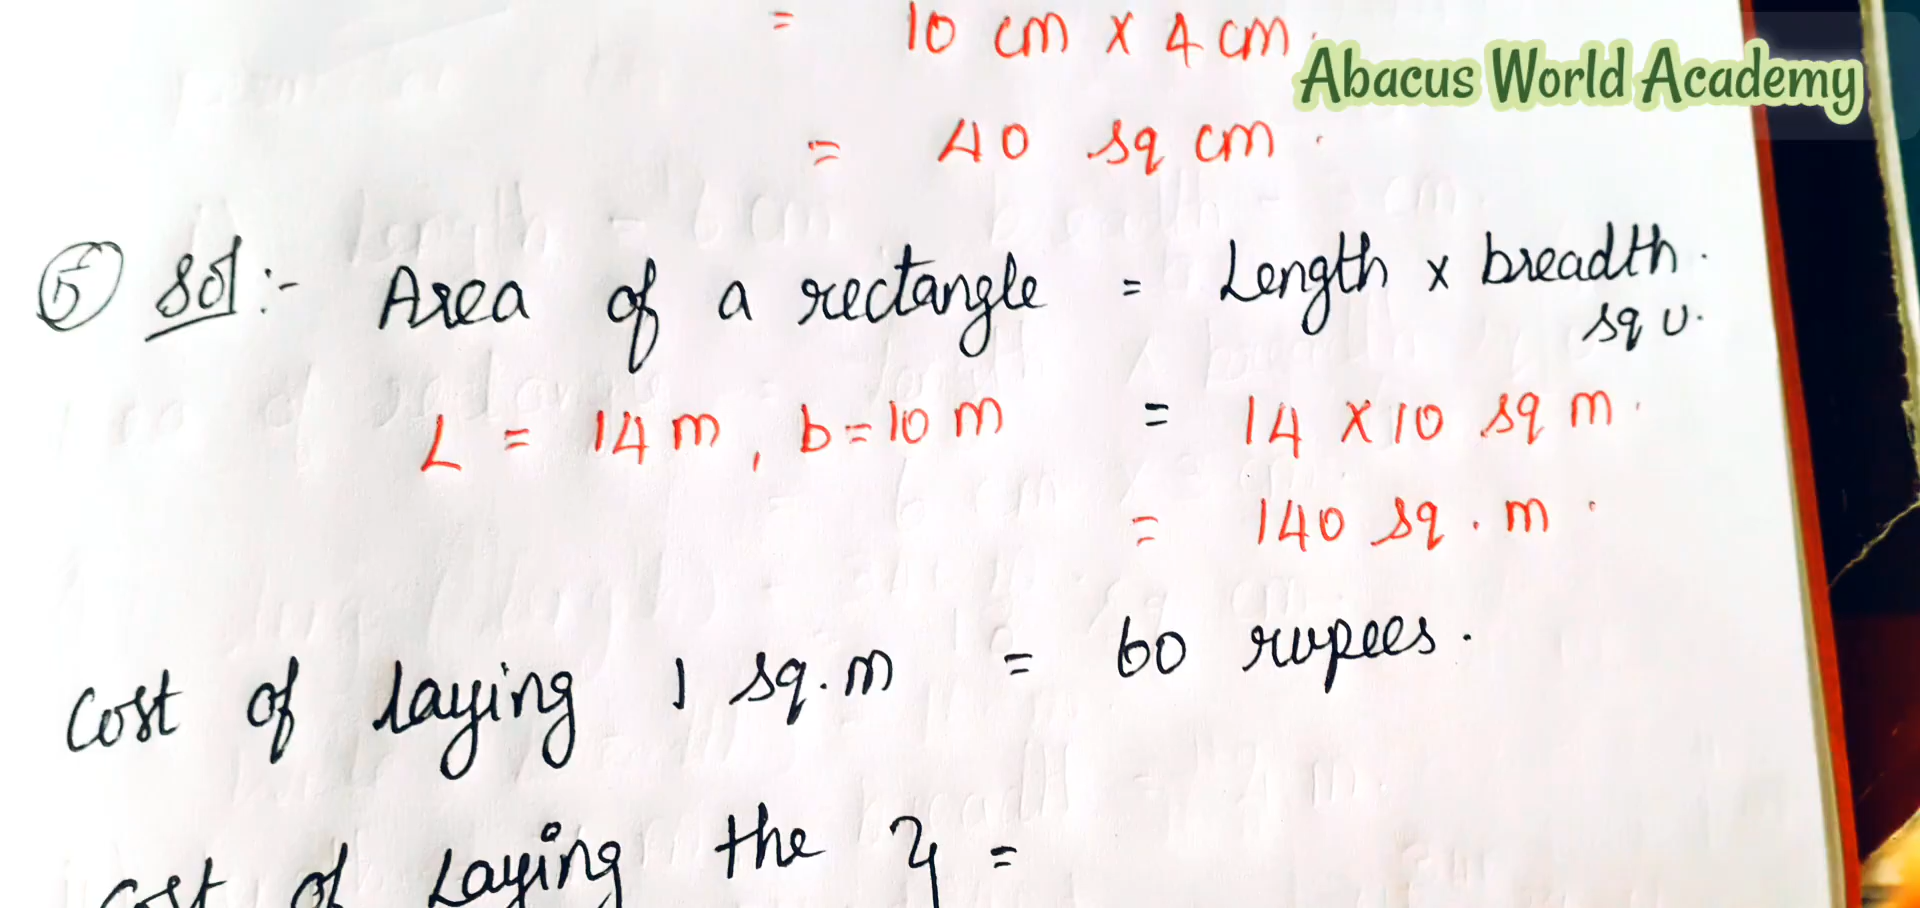 = 10 cm x 4 cm.
Abacus World Academy
= 40 sq cm.
5 Sol:- Area of a rectangle = Length x breadth.
sq u.
L = 14 m, b = 10 m = 14 x 10 sq m.
= 140 sq. m.
Cost of laying 1 sq.m = 60 rupees.
Cost of Laying the =